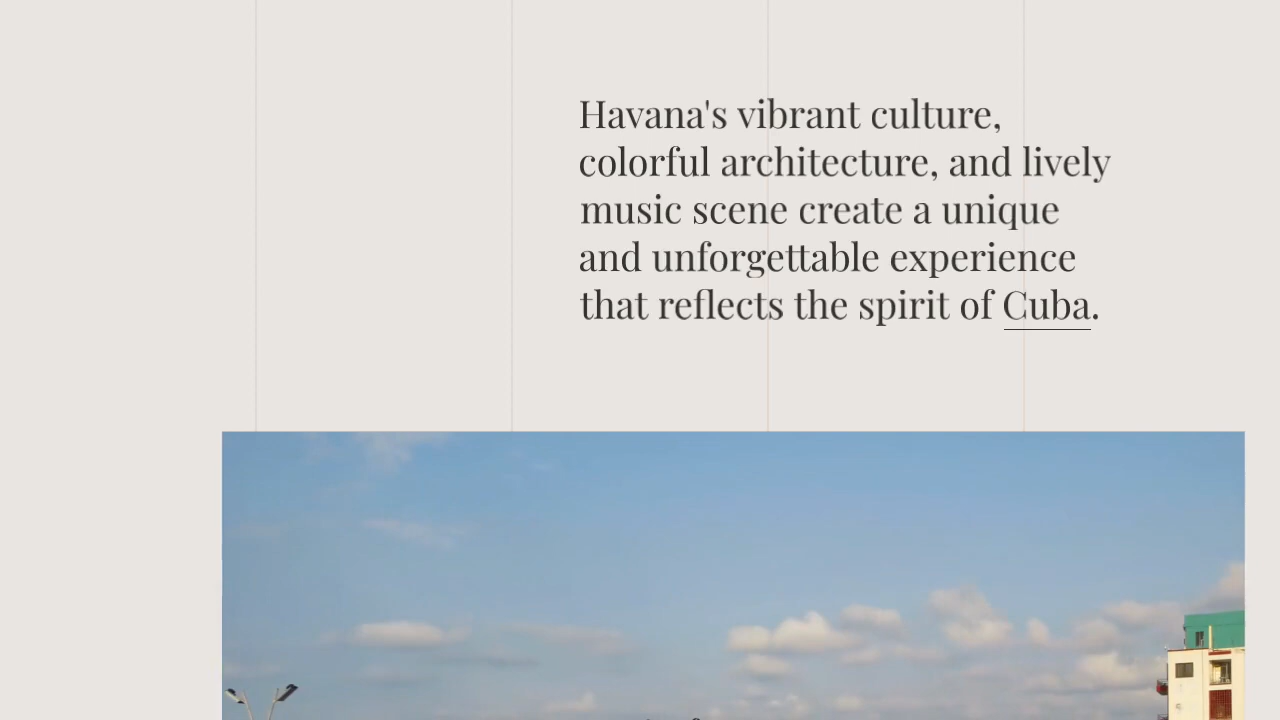 Havana's vibrant culture,
colorful architecture, and lively
music scene create a unique
and unforgettable experience
that reflects the spirit of Cuba.